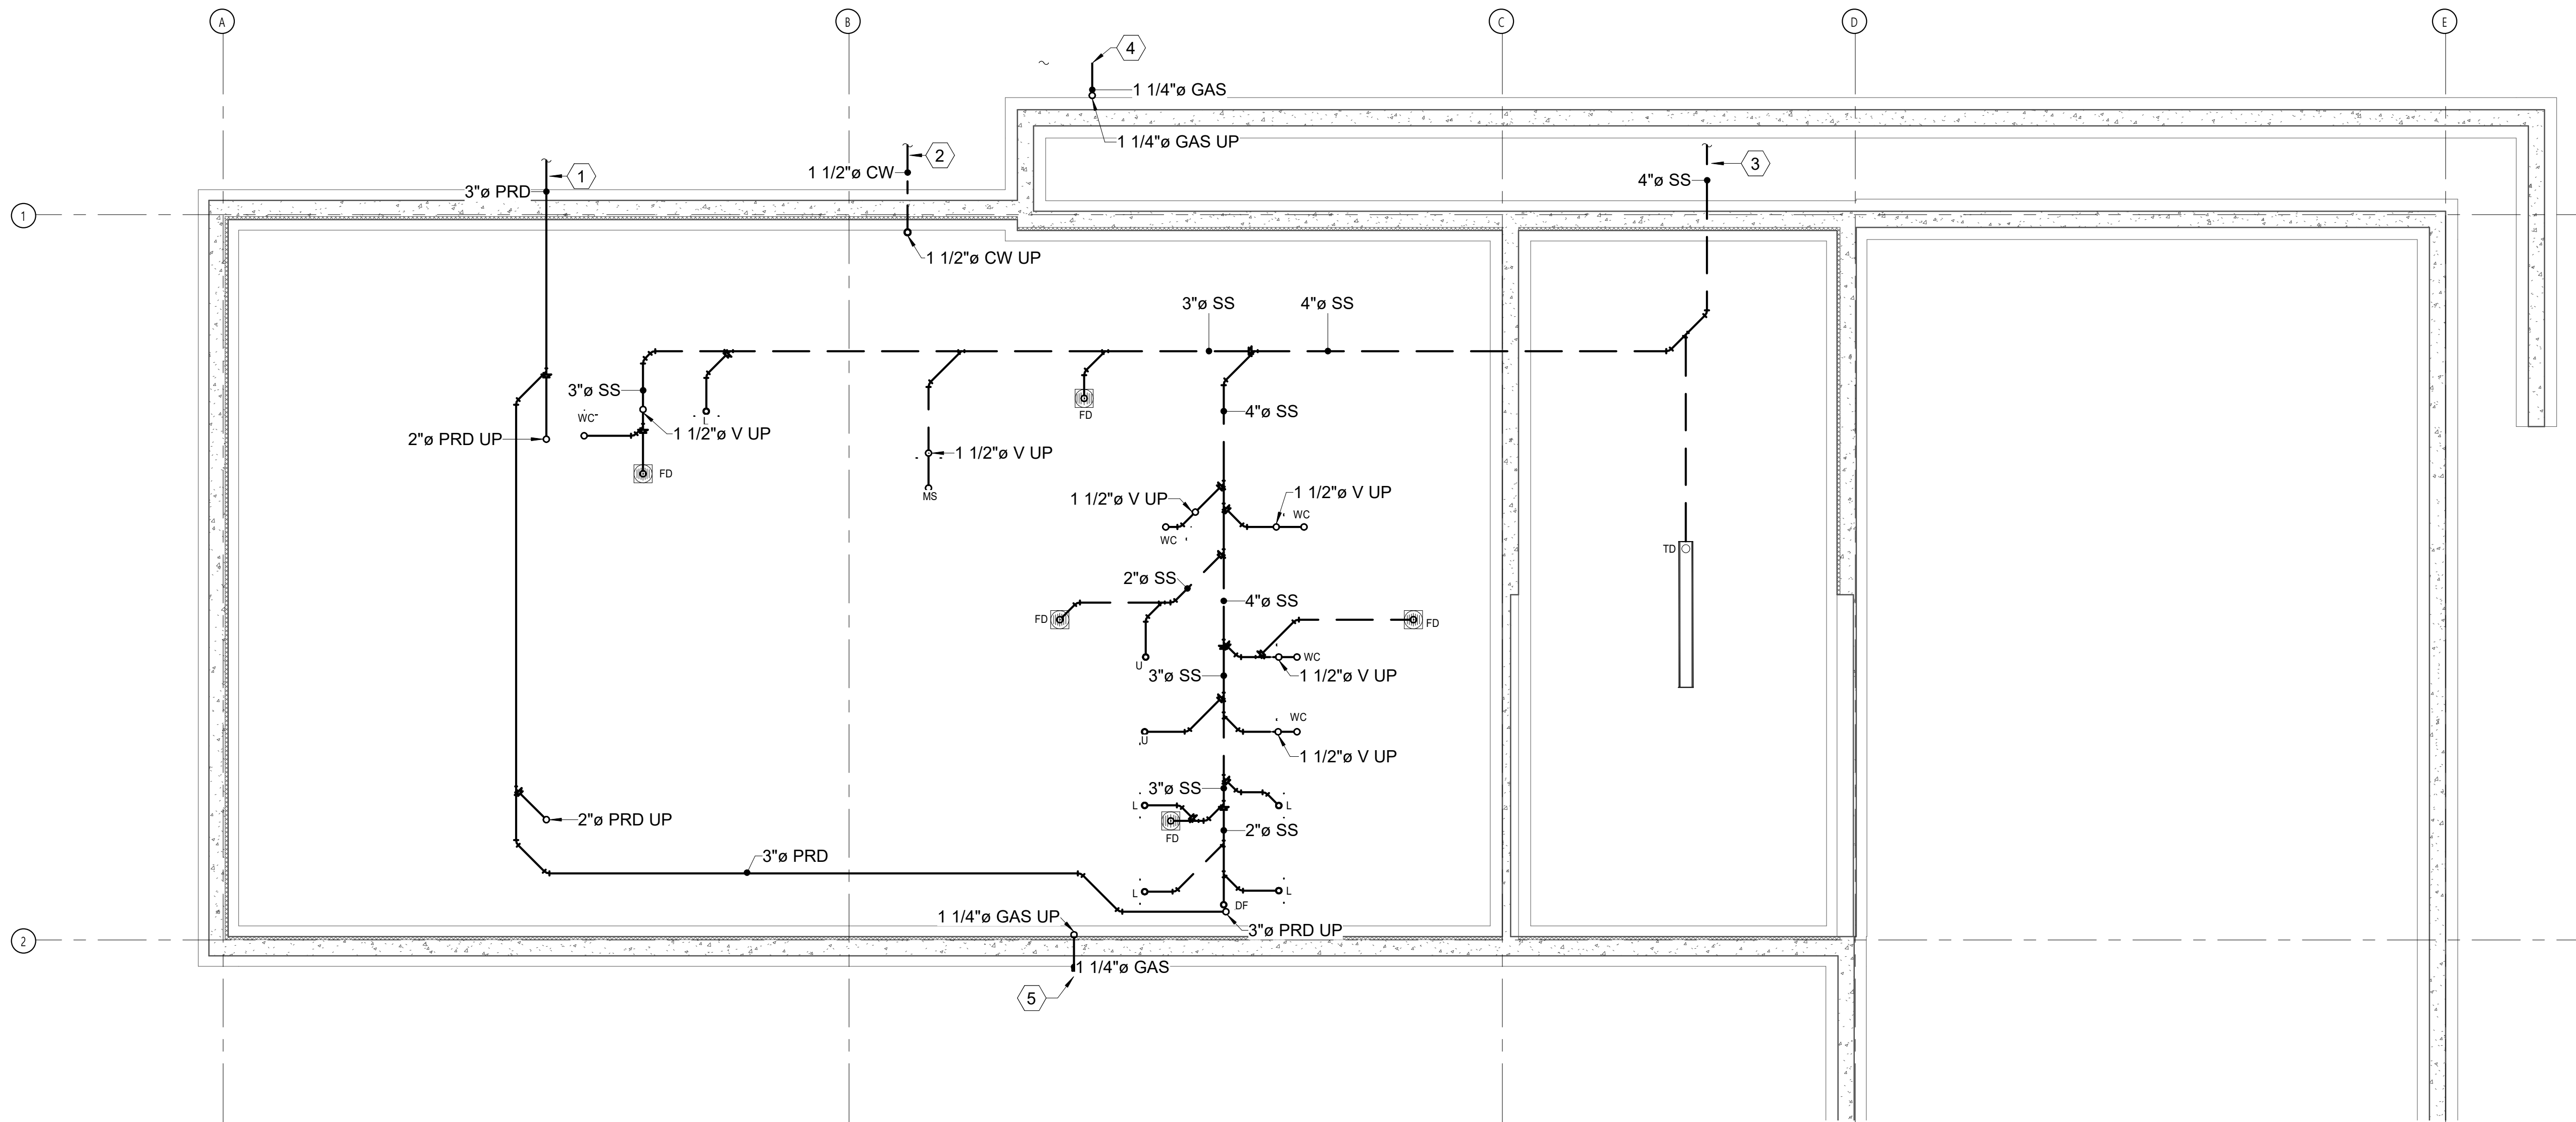 A
B
C
D
E
4
1 1/4"ø GAS
1 1/4"ø GAS UP
2
1 1/2"ø CW
3
1
4"ø SS
3"ø PRD
1
1 1/2"ø CW UP
3"ø SS
4"ø SS
3"ø SS
WC
L
FD
4"ø SS
1 1/2"ø V UP
2"ø PRD UP
1 1/2"ø V UP
FD
MS
1 1/2"ø V UP
1 1/2"ø V UP
WC
WC
TD
2"ø SS
4"ø SS
FD
FD
U
WC
3"ø SS
1 1/2"ø V UP
WC
U
1 1/2"ø V UP
3"ø SS
L
L
2"ø PRD UP
FD
2"ø SS
3"ø PRD
L
L
DF
1 1/4"ø GAS UP
3"ø PRD UP
2
1 1/4"ø GAS
5